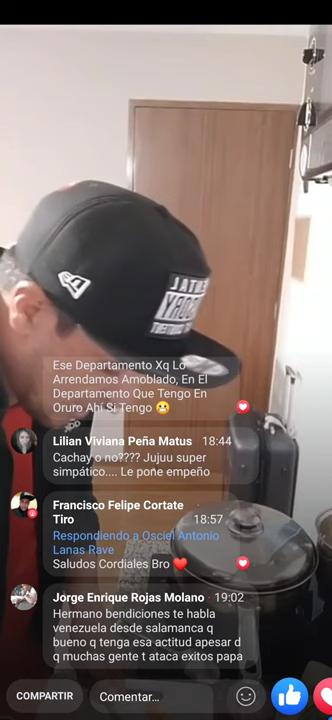 Ese Departamento Xq Lo
Arrendamos Amoblado, En El
Departamento Que Tengo En
Oruro Ahí Si Tengo 😬
Lilian Viviana Peña Matus 18:44
Cachay o no???? Jujuu super
simpático.... Le pone empeño
Francisco Felipe Cortate
Tiro 18:57
Respondiendo a Osciel Antonio
Lanas Rave
Saludos Cordiales Bro ❤️
Jorge Enrique Rojas Molano · 19:02
Hermano bendiciones te habla
venezuela desde salamanca q
bueno q tenga esa actitud apesar d
q muchas gente t ataca exitos papa
COMPARTIR
Comentar...